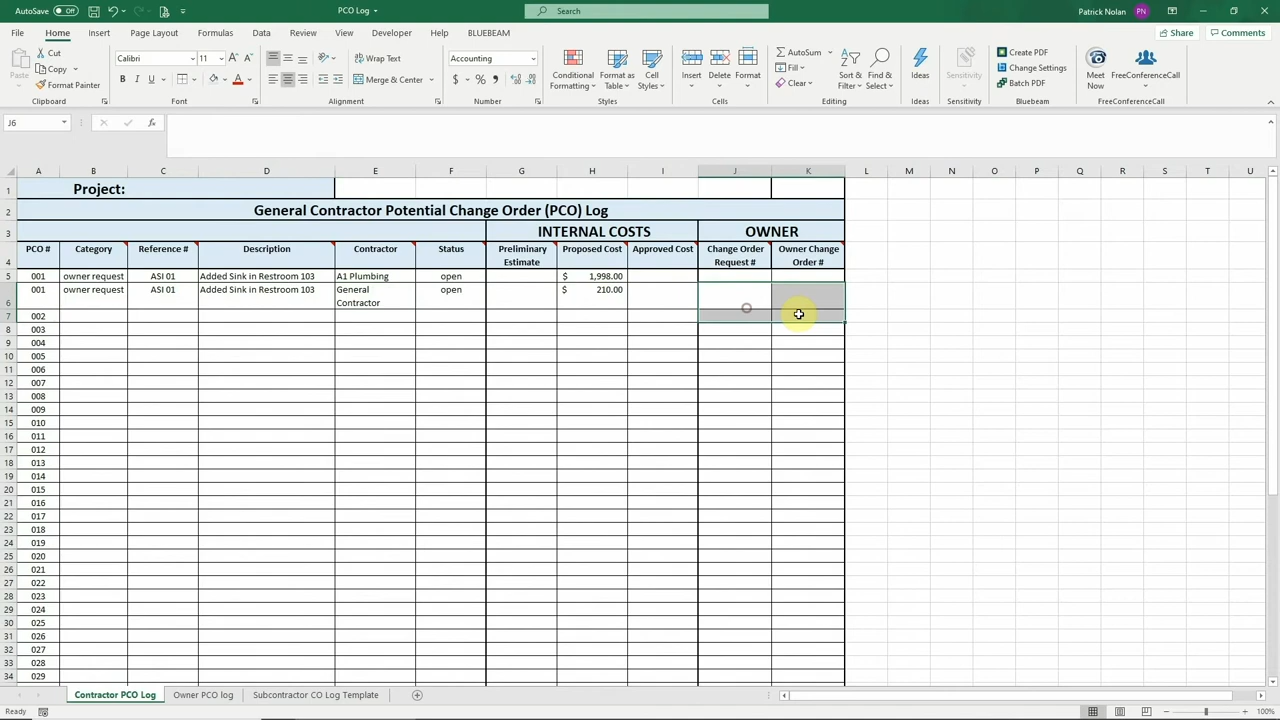 AutoSave Off PCO Log Search Patrick Nolan PN
File Home Insert Page Layout Formulas Data Review View Developer Help BLUEBEAM Share Comments
Cut
Copy
Format Painter
Paste
Clipboard
Calibri 11
B I U
Font
Wrap Text
Merge & Center
Alignment
Accounting
$ % ,
Number
Conditional Formatting
Format as Table
Cell Styles
Styles
Insert Delete Format
Cells
AutoSum
Fill
Clear
Sort & Filter
Find & Select
Editing
Ideas
Ideas
Sensitivity
Sensitivity
Create PDF
Change Settings
Batch PDF
Bluebeam
Meet Now
FreeConferenceCall
FreeConferenceCall
J6 fx
A B C D E F G H I J K L M N O P Q R S T U
1 Project:
2 General Contractor Potential Change Order (PCO) Log
3 INTERNAL COSTS OWNER
4 PCO # Category Reference # Description Contractor Status Preliminary Estimate Proposed Cost Approved Cost Change Order Request # Owner Change Order #
5 001 owner request ASI 01 Added Sink in Restroom 103 A1 Plumbing open $ 1,998.00
6 001 owner request ASI 01 Added Sink in Restroom 103 General Contractor open $ 210.00
7 002
8 003
9 004
10 005
11 006
12 007
13 008
14 009
15 010
16 011
17 012
18 013
19 014
20 015
21 016
22 017
23 018
24 019
25 020
26 021
27 022
28 023
29 024
30 025
31 026
32 027
33 028
34 029
Contractor PCO Log Owner PCO log Subcontractor CO Log Template
Ready 100%